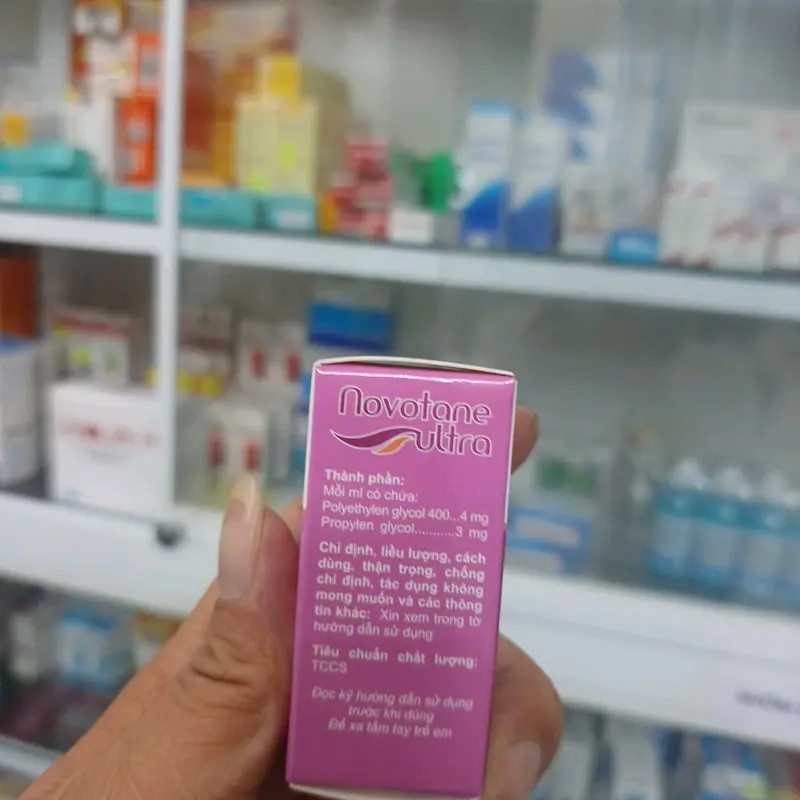 Novotane
ultra
Thành phần:
Mỗi ml có chứa:
Polyethylen glycol 400...4 mg
Propylen glycol...........3 mg
Chỉ định, liều lượng, cách
dùng, thận trọng, chống
chỉ định, tác dụng không
mong muốn và các thông
tin khác: Xin xem trong tờ
hướng dẫn sử dụng
Tiêu chuẩn chất lượng:
TCCS
Đọc kỹ hướng dẫn sử dụng
trước khi dùng
Để xa tầm tay trẻ em